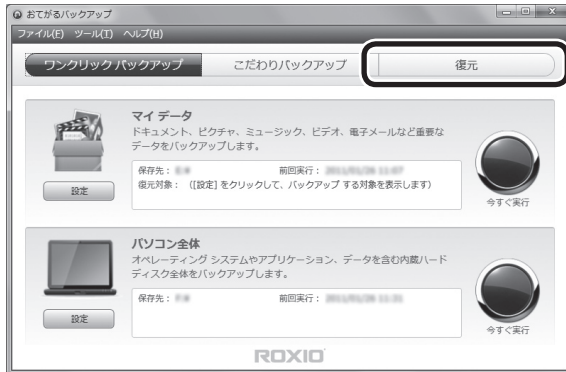 おてがるバックアップ
ファイル(F) ツール(T) ヘルプ(H)
ワンクリック バックアップ こだわりバックアップ 復元
マイ データ
ドキュメント、ピクチャ、ミュージック、ビデオ、電子メールなど重要な
データをバックアップします。
保存先： 前回実行：
復元対象： （[設定] をクリックして、バックアップ する対象を表示します）
設定
今すぐ実行
パソコン全体
オペレーティング システムやアプリケーション、データを含む内蔵ハード
ディスク全体をバックアップします。
保存先： 前回実行：
設定
今すぐ実行
ROXIO